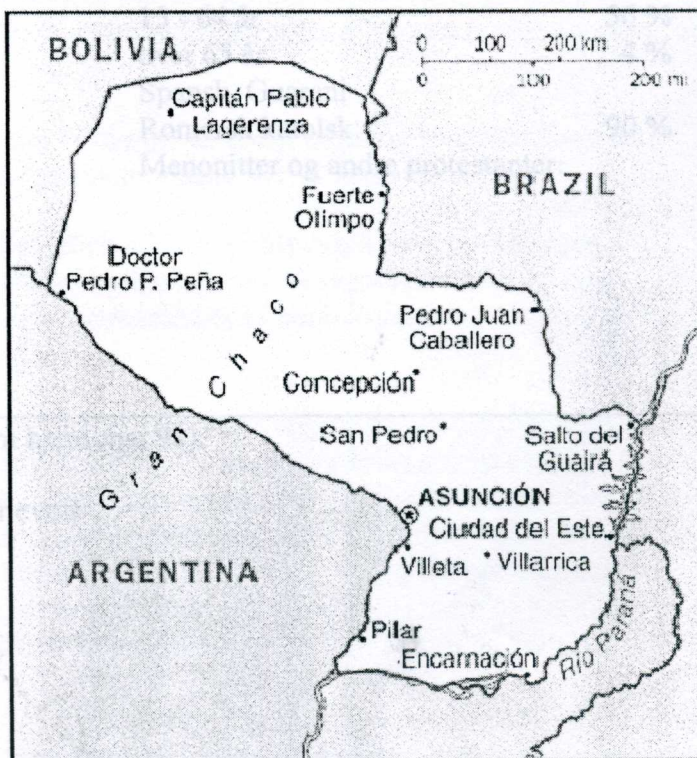 BOLIVIA
0 100 200 km
0 100 200 mi
Capitán Pablo
Lagerenza
90 %
Menonitter og andre protestanter
BRAZIL
Fuerte
Olimpo
Doctor
Pedro P. Peña
Gran Chaco
Pedro Juan
Caballero
Concepción
San Pedro
Salto del
Guairá
ASUNCIÓN
Ciudad del Este
ARGENTINA
Villeta
Villarrica
Pilar
Encarnación
Río Paraná